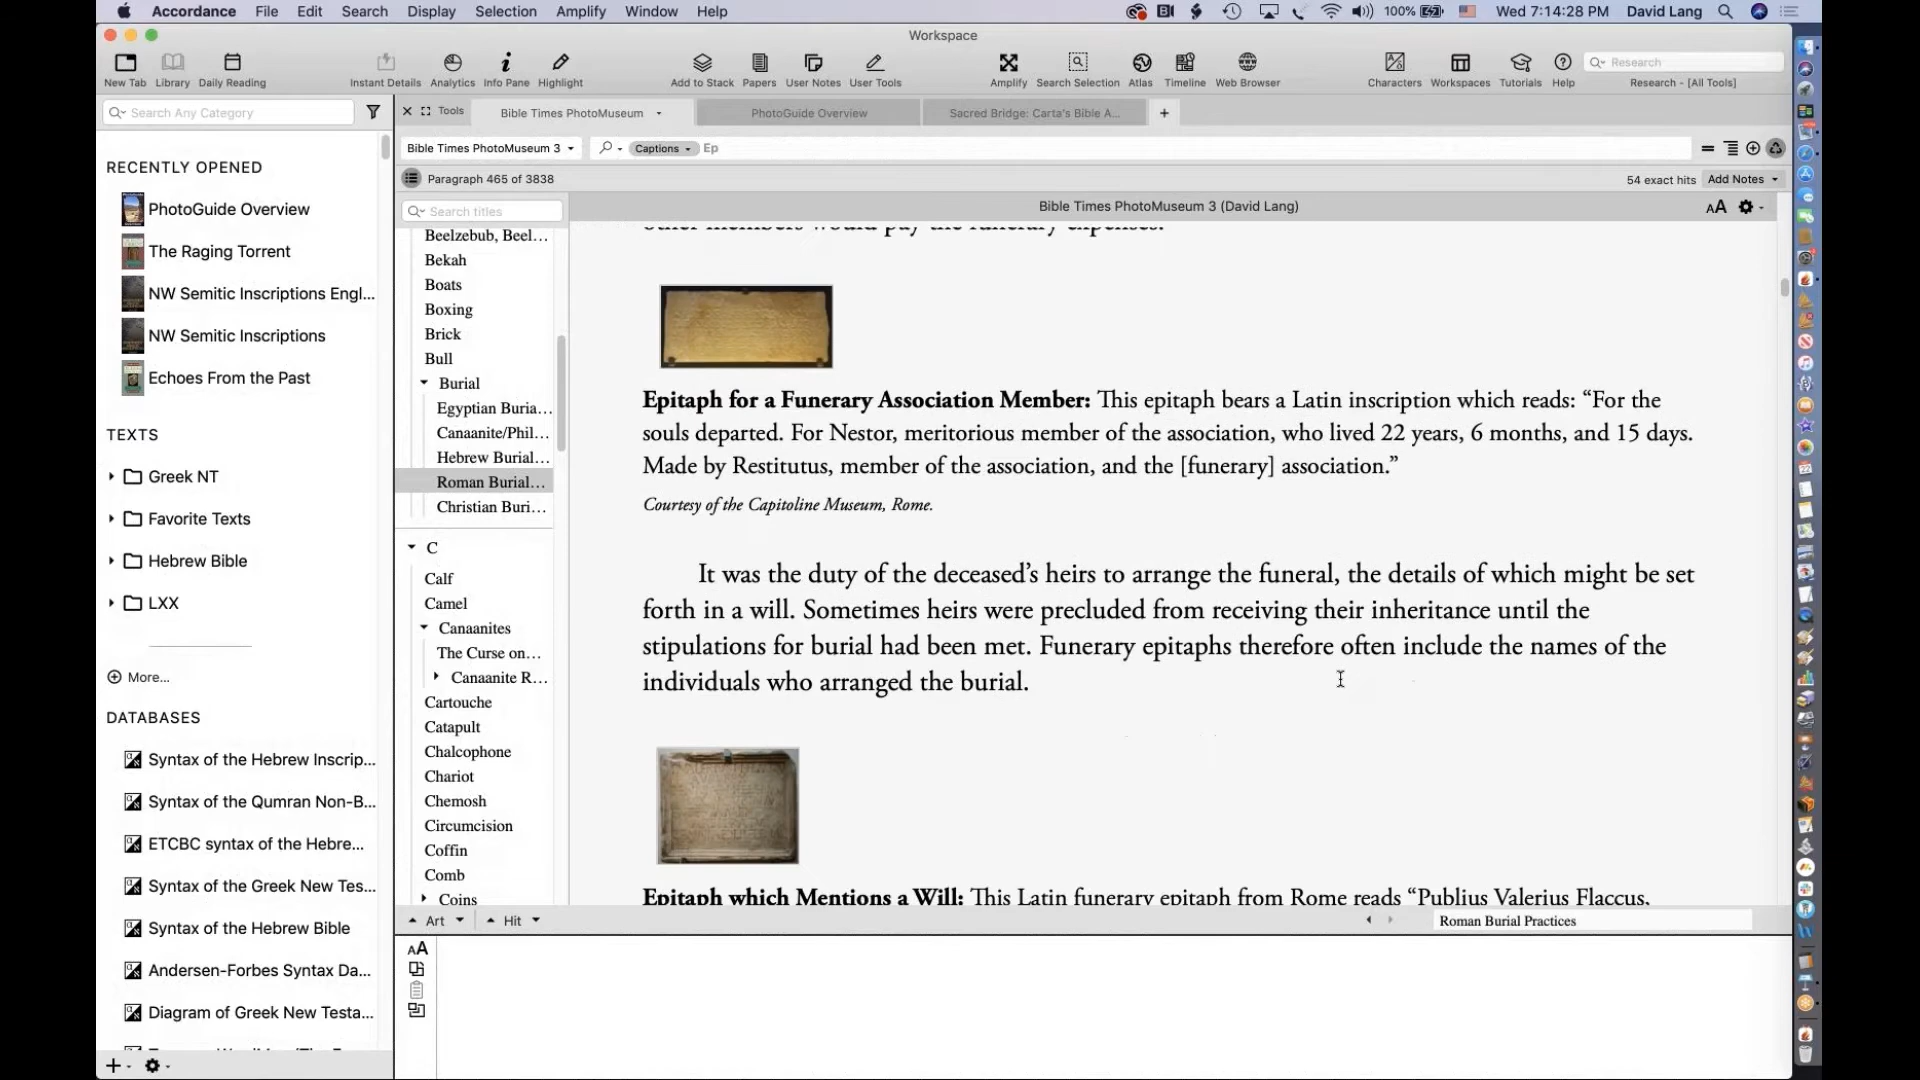 Accordance File Edit Search Display Selection Amplify Window Help 100% Wed 7:14:28 PM David Lang
Workspace
New Tab Library Daily Reading Instant Details Analytics Info Pane Highlight Add to Stack Papers User Notes User Tools Amplify Search Selection Atlas Timeline Web Browser Characters Workspaces Tutorials Help Research
Research - [All Tools]
Search Any Category
Tools Bible Times PhotoMuseum PhotoGuide Overview Sacred Bridge: Carta's Bible A...
Bible Times PhotoMuseum 3 Captions Ep
Paragraph 465 of 3838 54 exact hits Add Notes
Search titles
Bible Times PhotoMuseum 3 (David Lang)
RECENTLY OPENED
PhotoGuide Overview
The Raging Torrent
NW Semitic Inscriptions Engl...
NW Semitic Inscriptions
Echoes From the Past
TEXTS
Greek NT
Favorite Texts
Hebrew Bible
LXX
More...
DATABASES
Syntax of the Hebrew Inscrip...
Syntax of the Qumran Non-B...
ETCBC syntax of the Hebre...
Syntax of the Greek New Tes...
Syntax of the Hebrew Bible
Andersen-Forbes Syntax Da...
Diagram of Greek New Testa...
Beelzebub, Beel...
Bekah
Boats
Boxing
Brick
Bull
Burial
Egyptian Buria...
Canaanite/Phil...
Hebrew Burial...
Roman Burial...
Christian Buri...
C
Calf
Camel
Canaanites
The Curse on...
Canaanite R...
Cartouche
Catapult
Chalcophone
Chariot
Chemosh
Circumcision
Coffin
Comb
Coins
other members would pay the funerary expenses.
Epitaph for a Funerary Association Member: This epitaph bears a Latin inscription which reads: “For the
souls departed. For Nestor, meritorious member of the association, who lived 22 years, 6 months, and 15 days.
Made by Restitutus, member of the association, and the [funerary] association.”
Courtesy of the Capitoline Museum, Rome.
It was the duty of the deceased’s heirs to arrange the funeral, the details of which might be set
forth in a will. Sometimes heirs were precluded from receiving their inheritance until the
stipulations for burial had been met. Funerary epitaphs therefore often include the names of the
individuals who arranged the burial.
Epitaph which Mentions a Will: This Latin funerary epitaph from Rome reads “Publius Valerius Flaccus,
Art Hit Roman Burial Practices